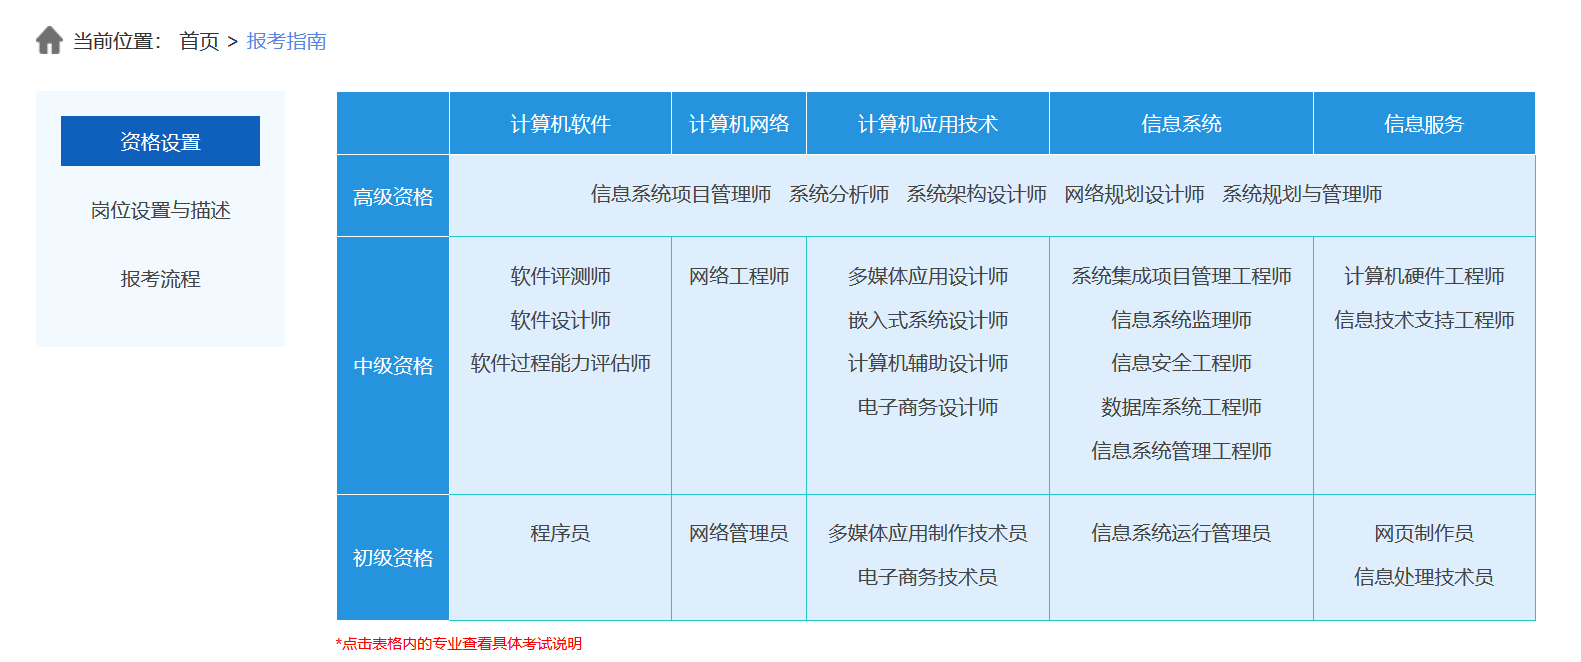 当前位置： 首页 > 报考指南
资格设置
岗位设置与描述
报考流程
计算机软件 计算机网络 计算机应用技术 信息系统 信息服务
高级资格 信息系统项目管理师 系统分析师 系统架构设计师 网络规划设计师 系统规划与管理师
中级资格
软件评测师
软件设计师
软件过程能力评估师
网络工程师
多媒体应用设计师
嵌入式系统设计师
计算机辅助设计师
电子商务设计师
系统集成项目管理工程师
信息系统监理师
信息安全工程师
数据库系统工程师
信息系统管理工程师
计算机硬件工程师
信息技术支持工程师
初级资格
程序员
网络管理员
多媒体应用制作技术员
电子商务技术员
信息系统运行管理员
网页制作员
信息处理技术员
*点击表格内的专业查看具体考试说明